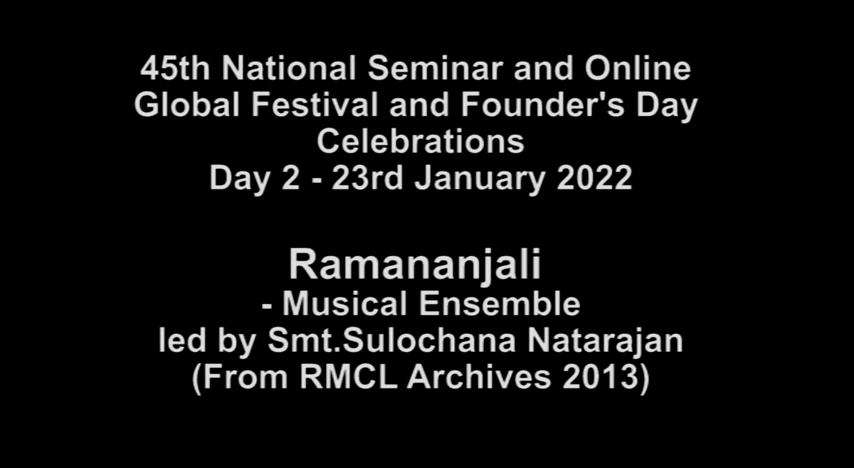 45th National Seminar and Online
Global Festival and Founder's Day
Celebrations
Day 2 - 23rd January 2022
Ramananjali
- Musical Ensemble
led by Smt.Sulochana Natarajan
(From RMCL Archives 2013)